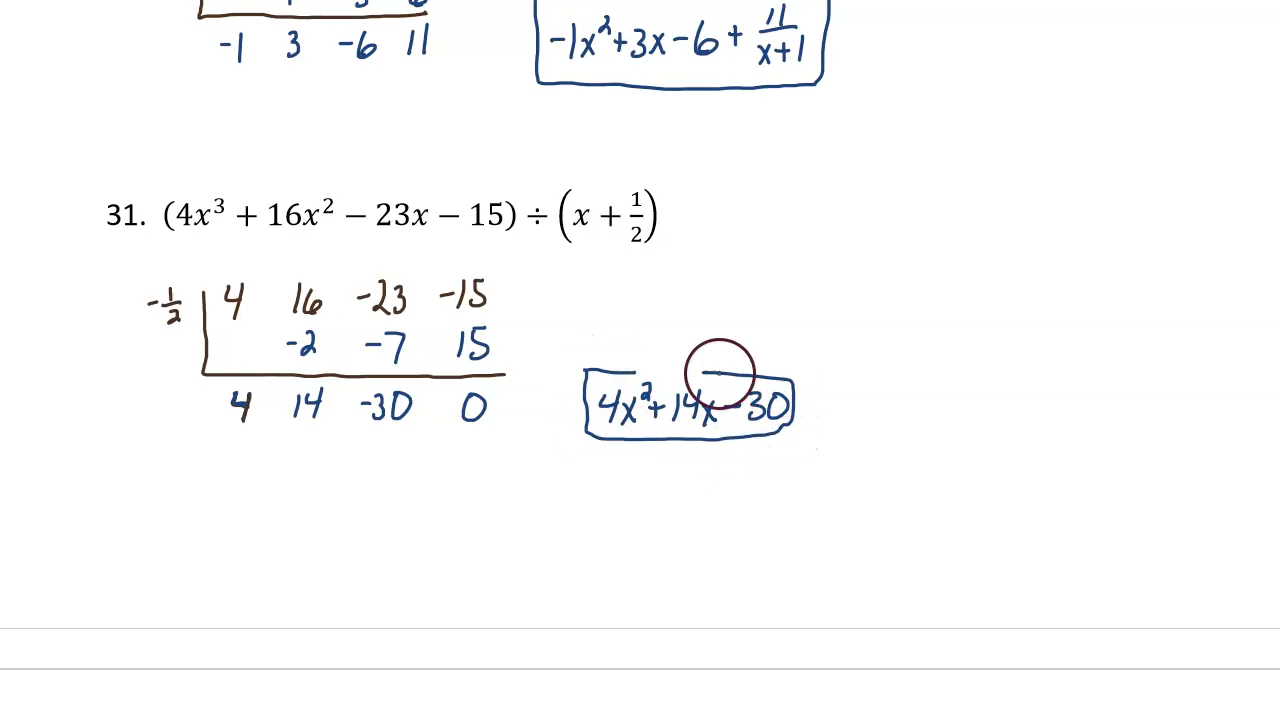 -1 3 -6 11
-1x²+3x-6+ 11/x+1
31. (4x³ + 16x² − 23x − 15) ÷ (x + 1/2)
-1/2 4 16 -23 -15
-2 -7 15
4 14 -30 0
4x²+14x-30